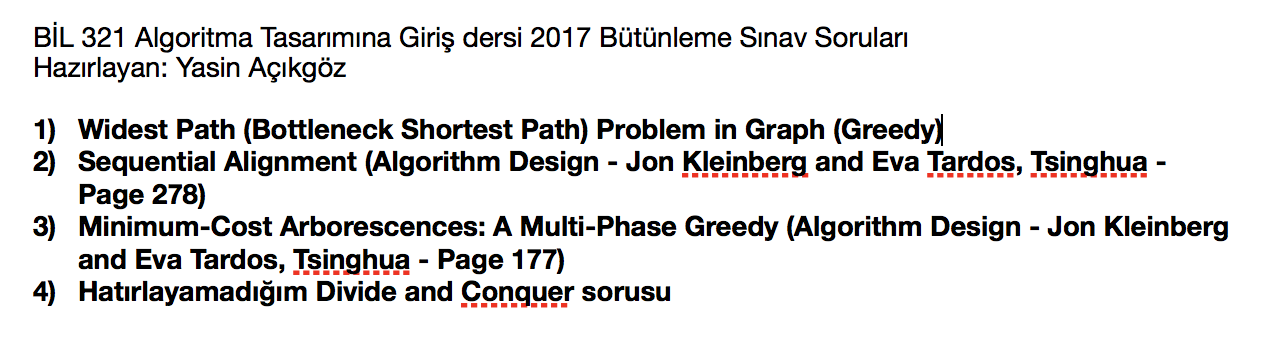 BİL 321 Algoritma Tasarımına Giriş dersi 2017 Bütünleme Sınav Soruları
Hazırlayan: Yasin Açıkgöz
1) Widest Path (Bottleneck Shortest Path) Problem in Graph (Greedy)
2) Sequential Alignment (Algorithm Design - Jon Kleinberg and Eva Tardos, Tsinghua -
Page 278)
3) Minimum-Cost Arborescences: A Multi-Phase Greedy (Algorithm Design - Jon Kleinberg
and Eva Tardos, Tsinghua - Page 177)
4) Hatırlayamadığım Divide and Conquer sorusu